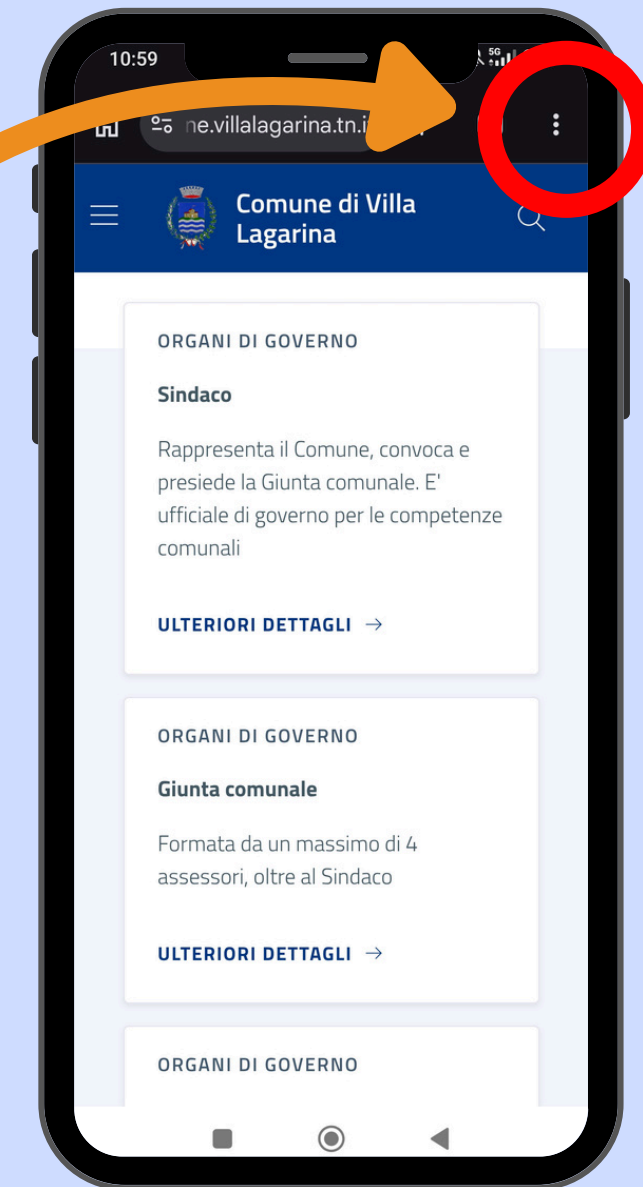 10:59
5G
ne.villalagarina.tn.i
Comune di Villa
Lagarina
ORGANI DI GOVERNO
Sindaco
Rappresenta il Comune, convoca e
presiede la Giunta comunale. E'
ufficiale di governo per le competenze
comunali
ULTERIORI DETTAGLI →
ORGANI DI GOVERNO
Giunta comunale
Formata da un massimo di 4
assessori, oltre al Sindaco
ULTERIORI DETTAGLI →
ORGANI DI GOVERNO